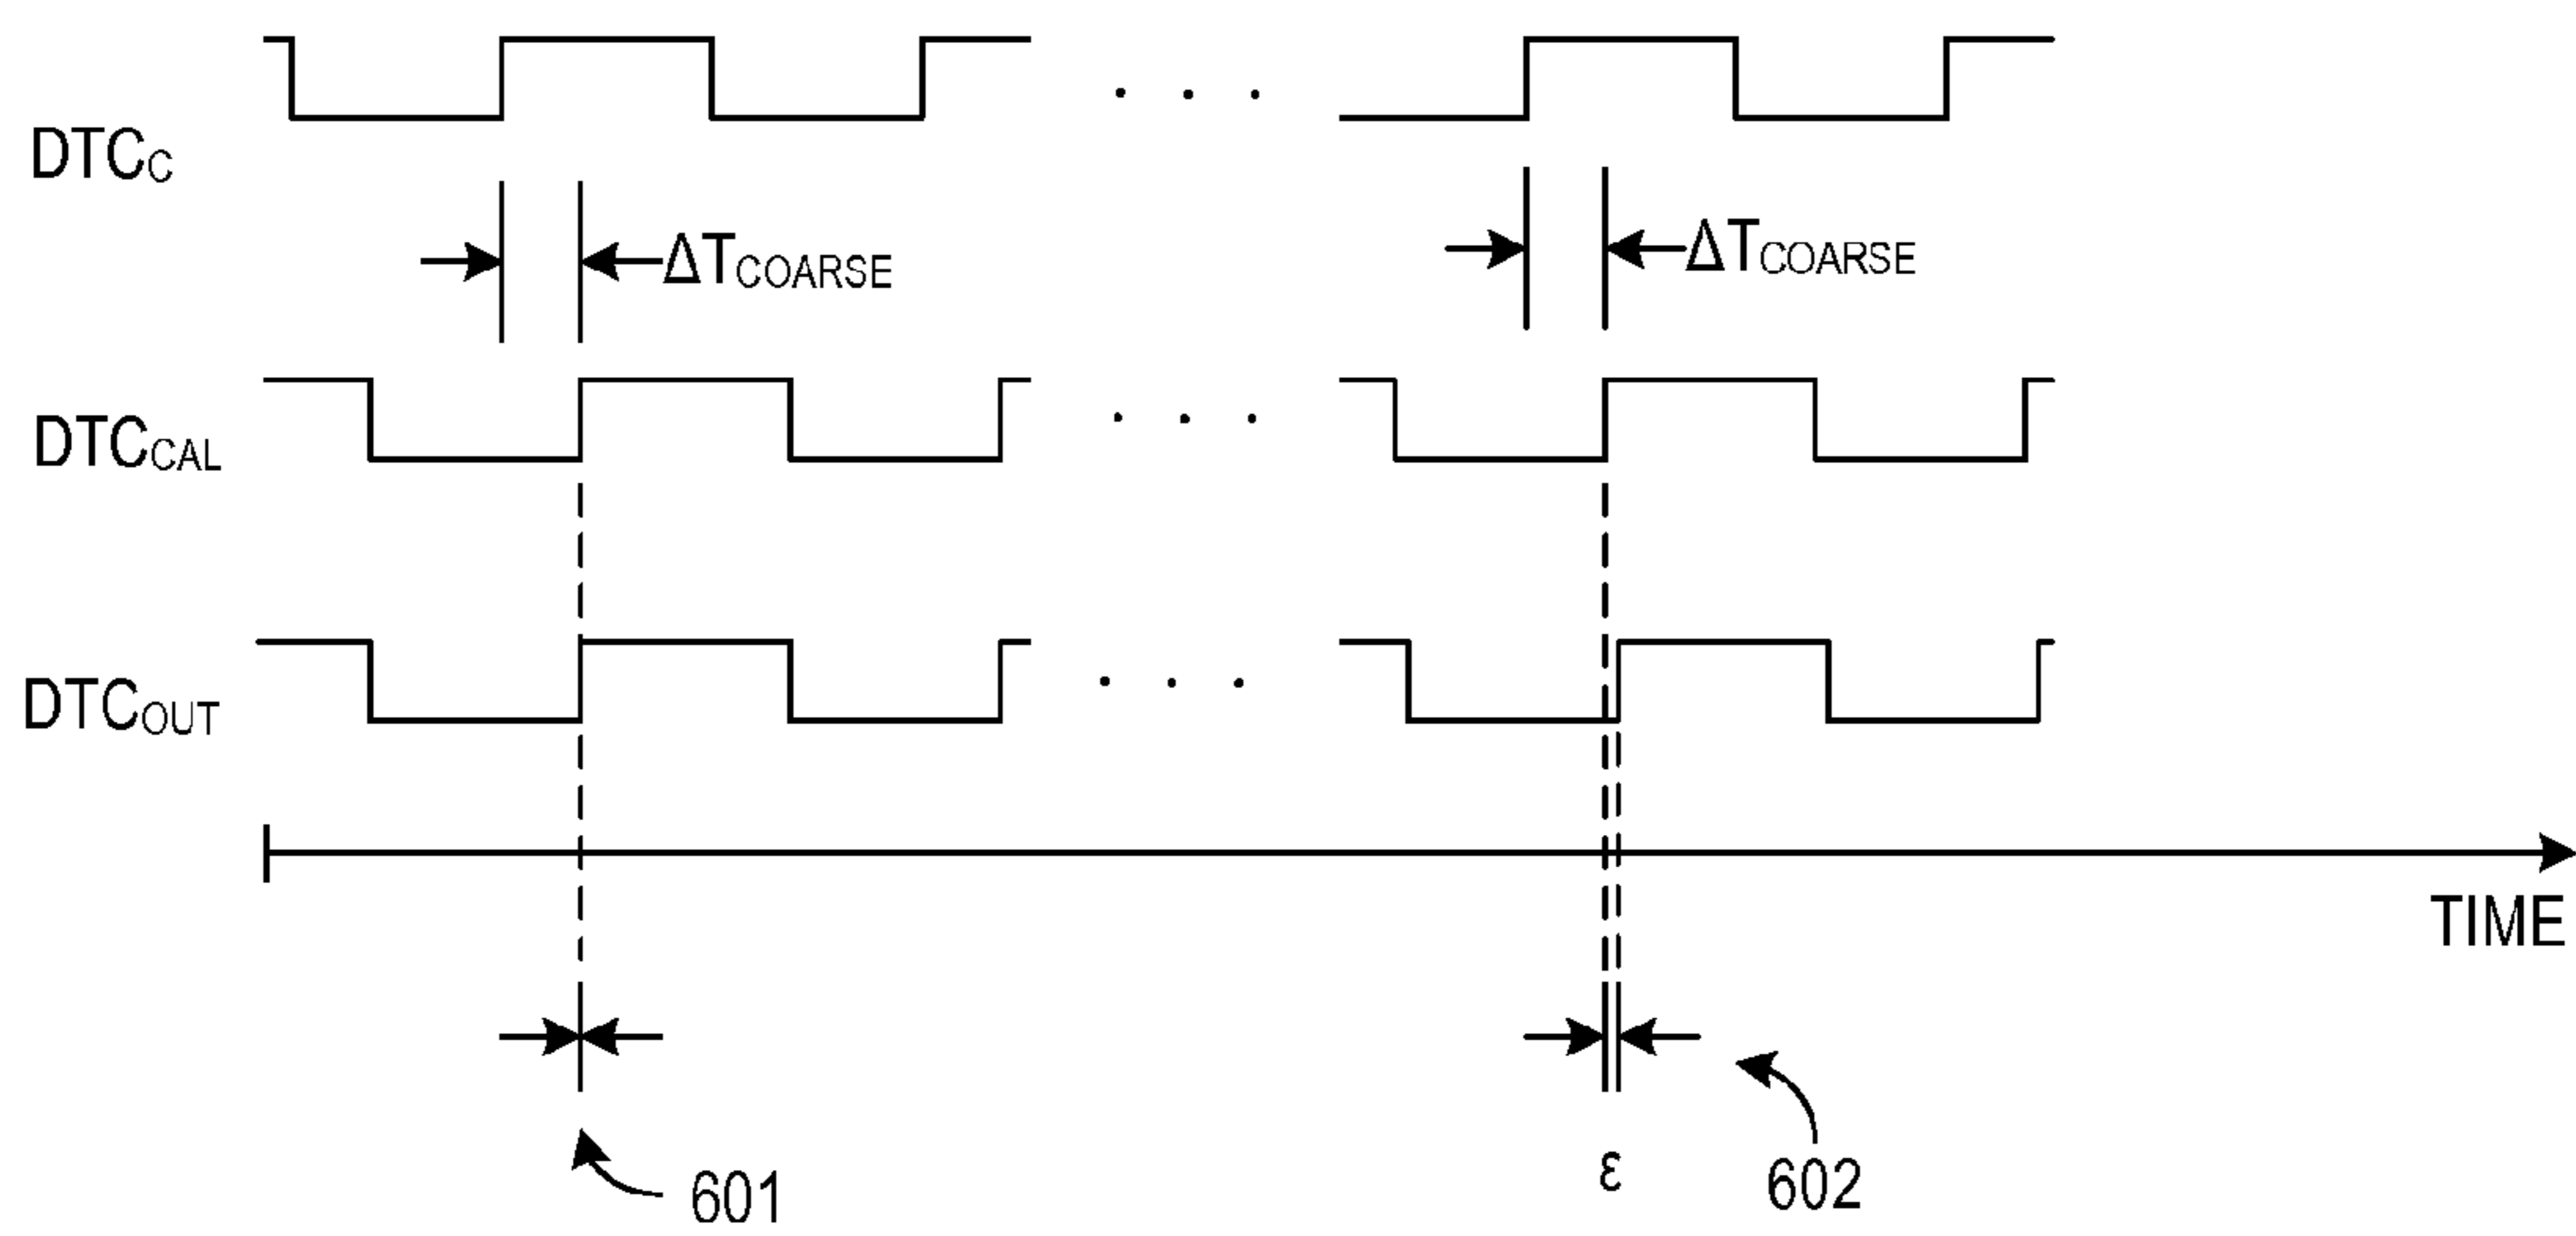 DTCC
ΔTCOARSE ΔTCOARSE
DTCCAL
DTCOUT
TIME
601 ε 602